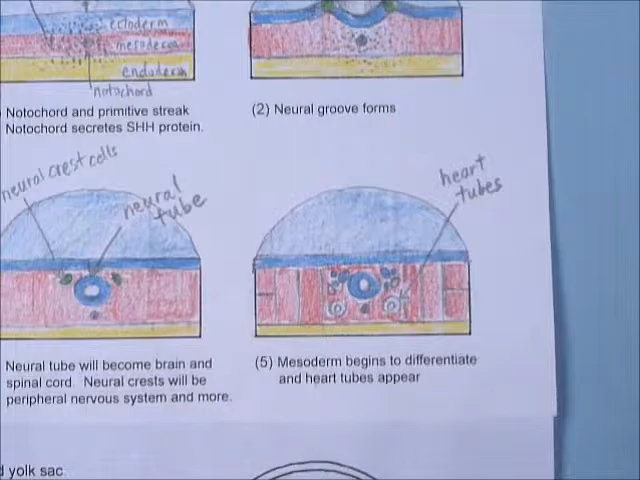 ectoderm
mesoderm
endoderm
notochord
Notochord and primitive streak
Notochord secretes SHH protein.
(2) Neural groove forms
neural crest cells
neural
tube
heart
tubes
Neural tube will become brain and
spinal cord. Neural crests will be
peripheral nervous system and more.
(5) Mesoderm begins to differentiate
and heart tubes appear
yolk sac